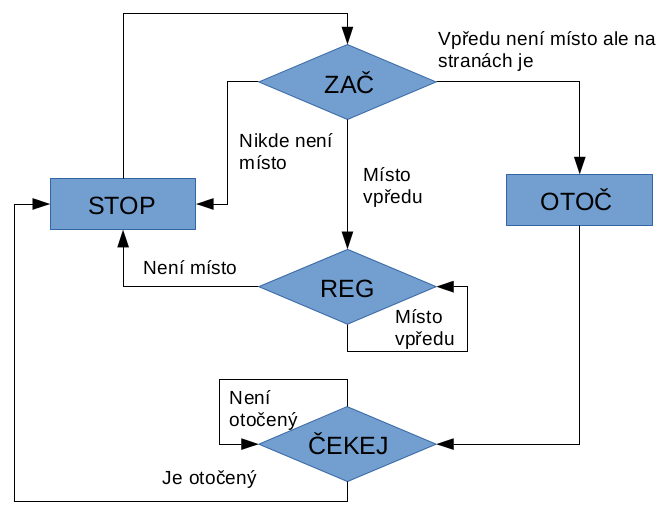 Vpředu není místo ale na
stranách je
ZAČ
Nikde není
místo
Místo
vpředu
STOP
OTOČ
Není místo
REG
Místo
vpředu
Není
otočený
ČEKEJ
Je otočený